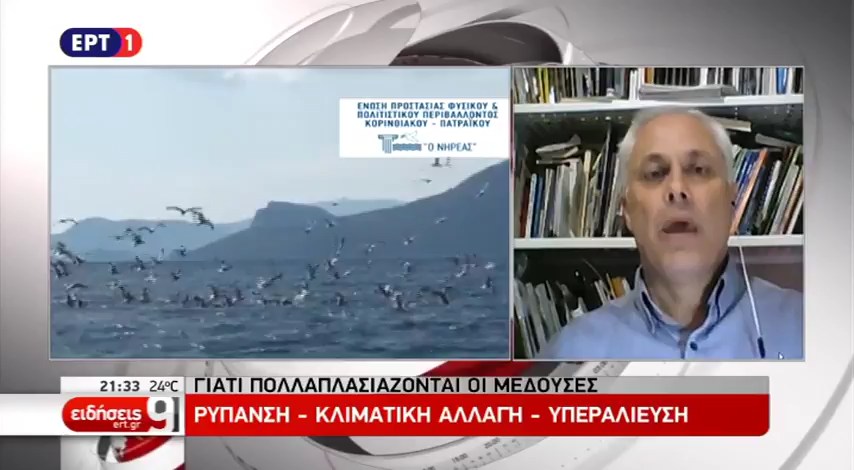 ΕΡΤ 1
ΕΝΩΣΗ ΠΡΟΣΤΑΣΙΑΣ ΦΥΣΙΚΟΥ &
ΠΟΛΙΤΙΣΤΙΚΟΥ ΠΕΡΙΒΑΛΛΟΝΤΟΣ
ΚΟΡΙΝΘΙΑΚΟΥ - ΠΑΤΡΑΪΚΟΥ
"Ο ΝΗΡΕΑΣ"
21:33 24°C
ΓΙΑΤΙ ΠΟΛΛΑΠΛΑΣΙΑΖΟΝΤΑΙ ΟΙ ΜΕΔΟΥΣΕΣ
ειδήσεις 9
ert.gr
ΡΥΠΑΝΣΗ - ΚΛΙΜΑΤΙΚΗ ΑΛΛΑΓΗ - ΥΠΕΡΑΛΙΕΥΣΗ